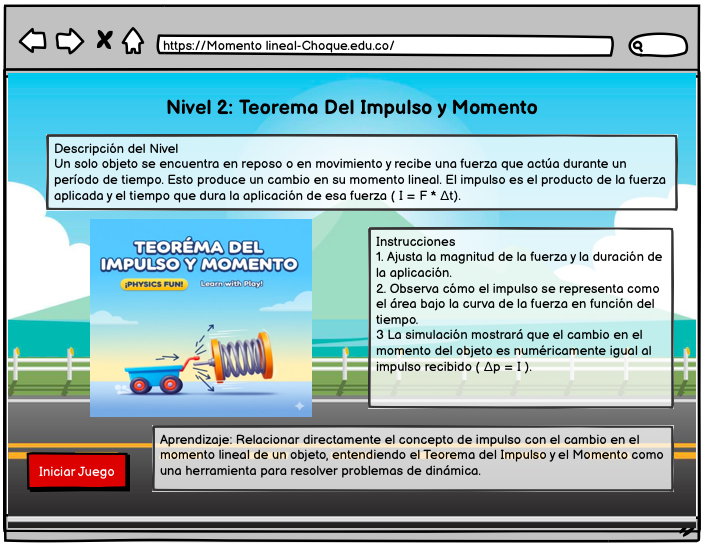 https://Momento lineal-Choque.edu.co/
Nivel 2: Teorema Del Impulso y Momento
Descripción del Nivel
Un solo objeto se encuentra en reposo o en movimiento y recibe una fuerza que actúa durante un
período de tiempo. Esto produce un cambio en su momento lineal. El impulso es el producto de la fuerza
aplicada y el tiempo que dura la aplicación de esa fuerza ( I = F * Δt).
TEORÉMA DEL
IMPULSO Y MOMENTO
¡PHYSICS FUN!
Learn with Play!
Instrucciones
1. Ajusta la magnitud de la fuerza y la duración de
la aplicación.
2. Observa cómo el impulso se representa como
el área bajo la curva de la fuerza en función del
tiempo.
3 La simulación mostrará que el cambio en el
momento del objeto es numéricamente igual al
impulso recibido ( Δp = I ).
Aprendizaje: Relacionar directamente el concepto de impulso con el cambio en el
momento lineal de un objeto, entendiendo el Teorema del Impulso y el Momento como
una herramienta para resolver problemas de dinámica.
Iniciar Juego